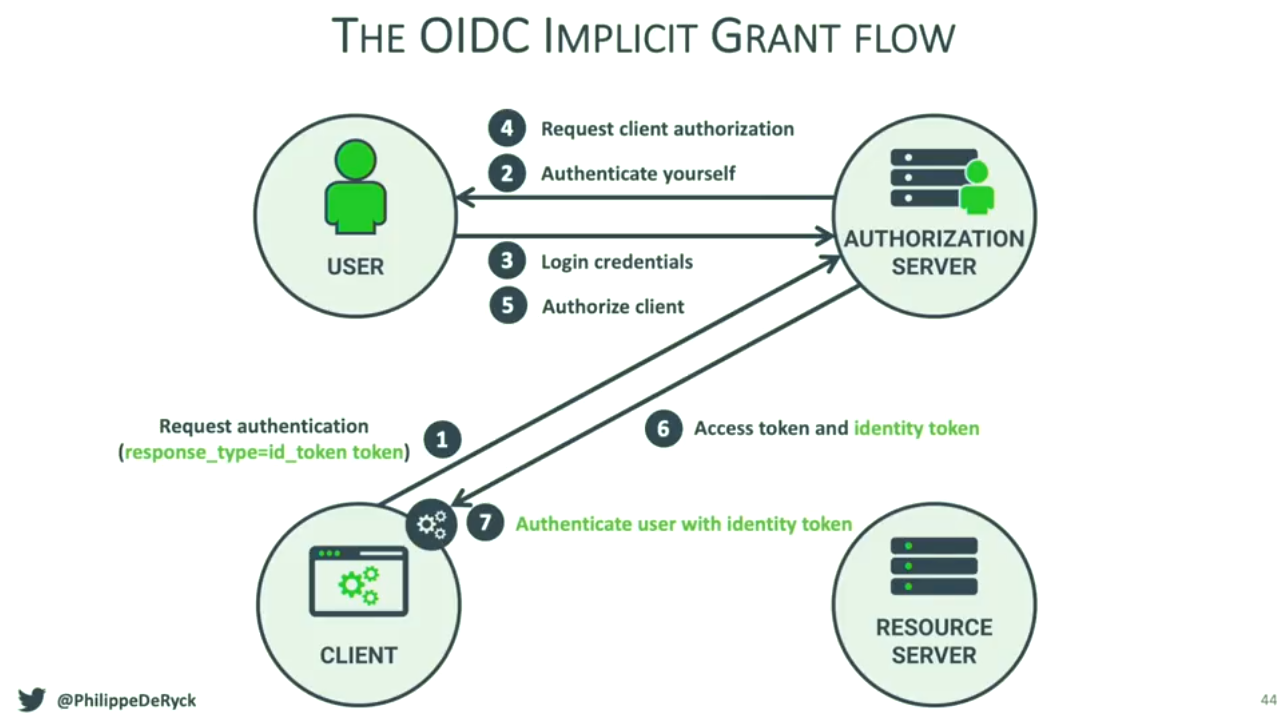 THE OIDC IMPLICIT GRANT FLOW
4 Request client authorization
2 Authenticate yourself
USER
AUTHORIZATION
SERVER
3 Login credentials
5 Authorize client
Request authentication
(response_type=id_token token)
1
6 Access token and identity token
7 Authenticate user with identity token
CLIENT
RESOURCE
SERVER
@PhilippeDeRyck
44